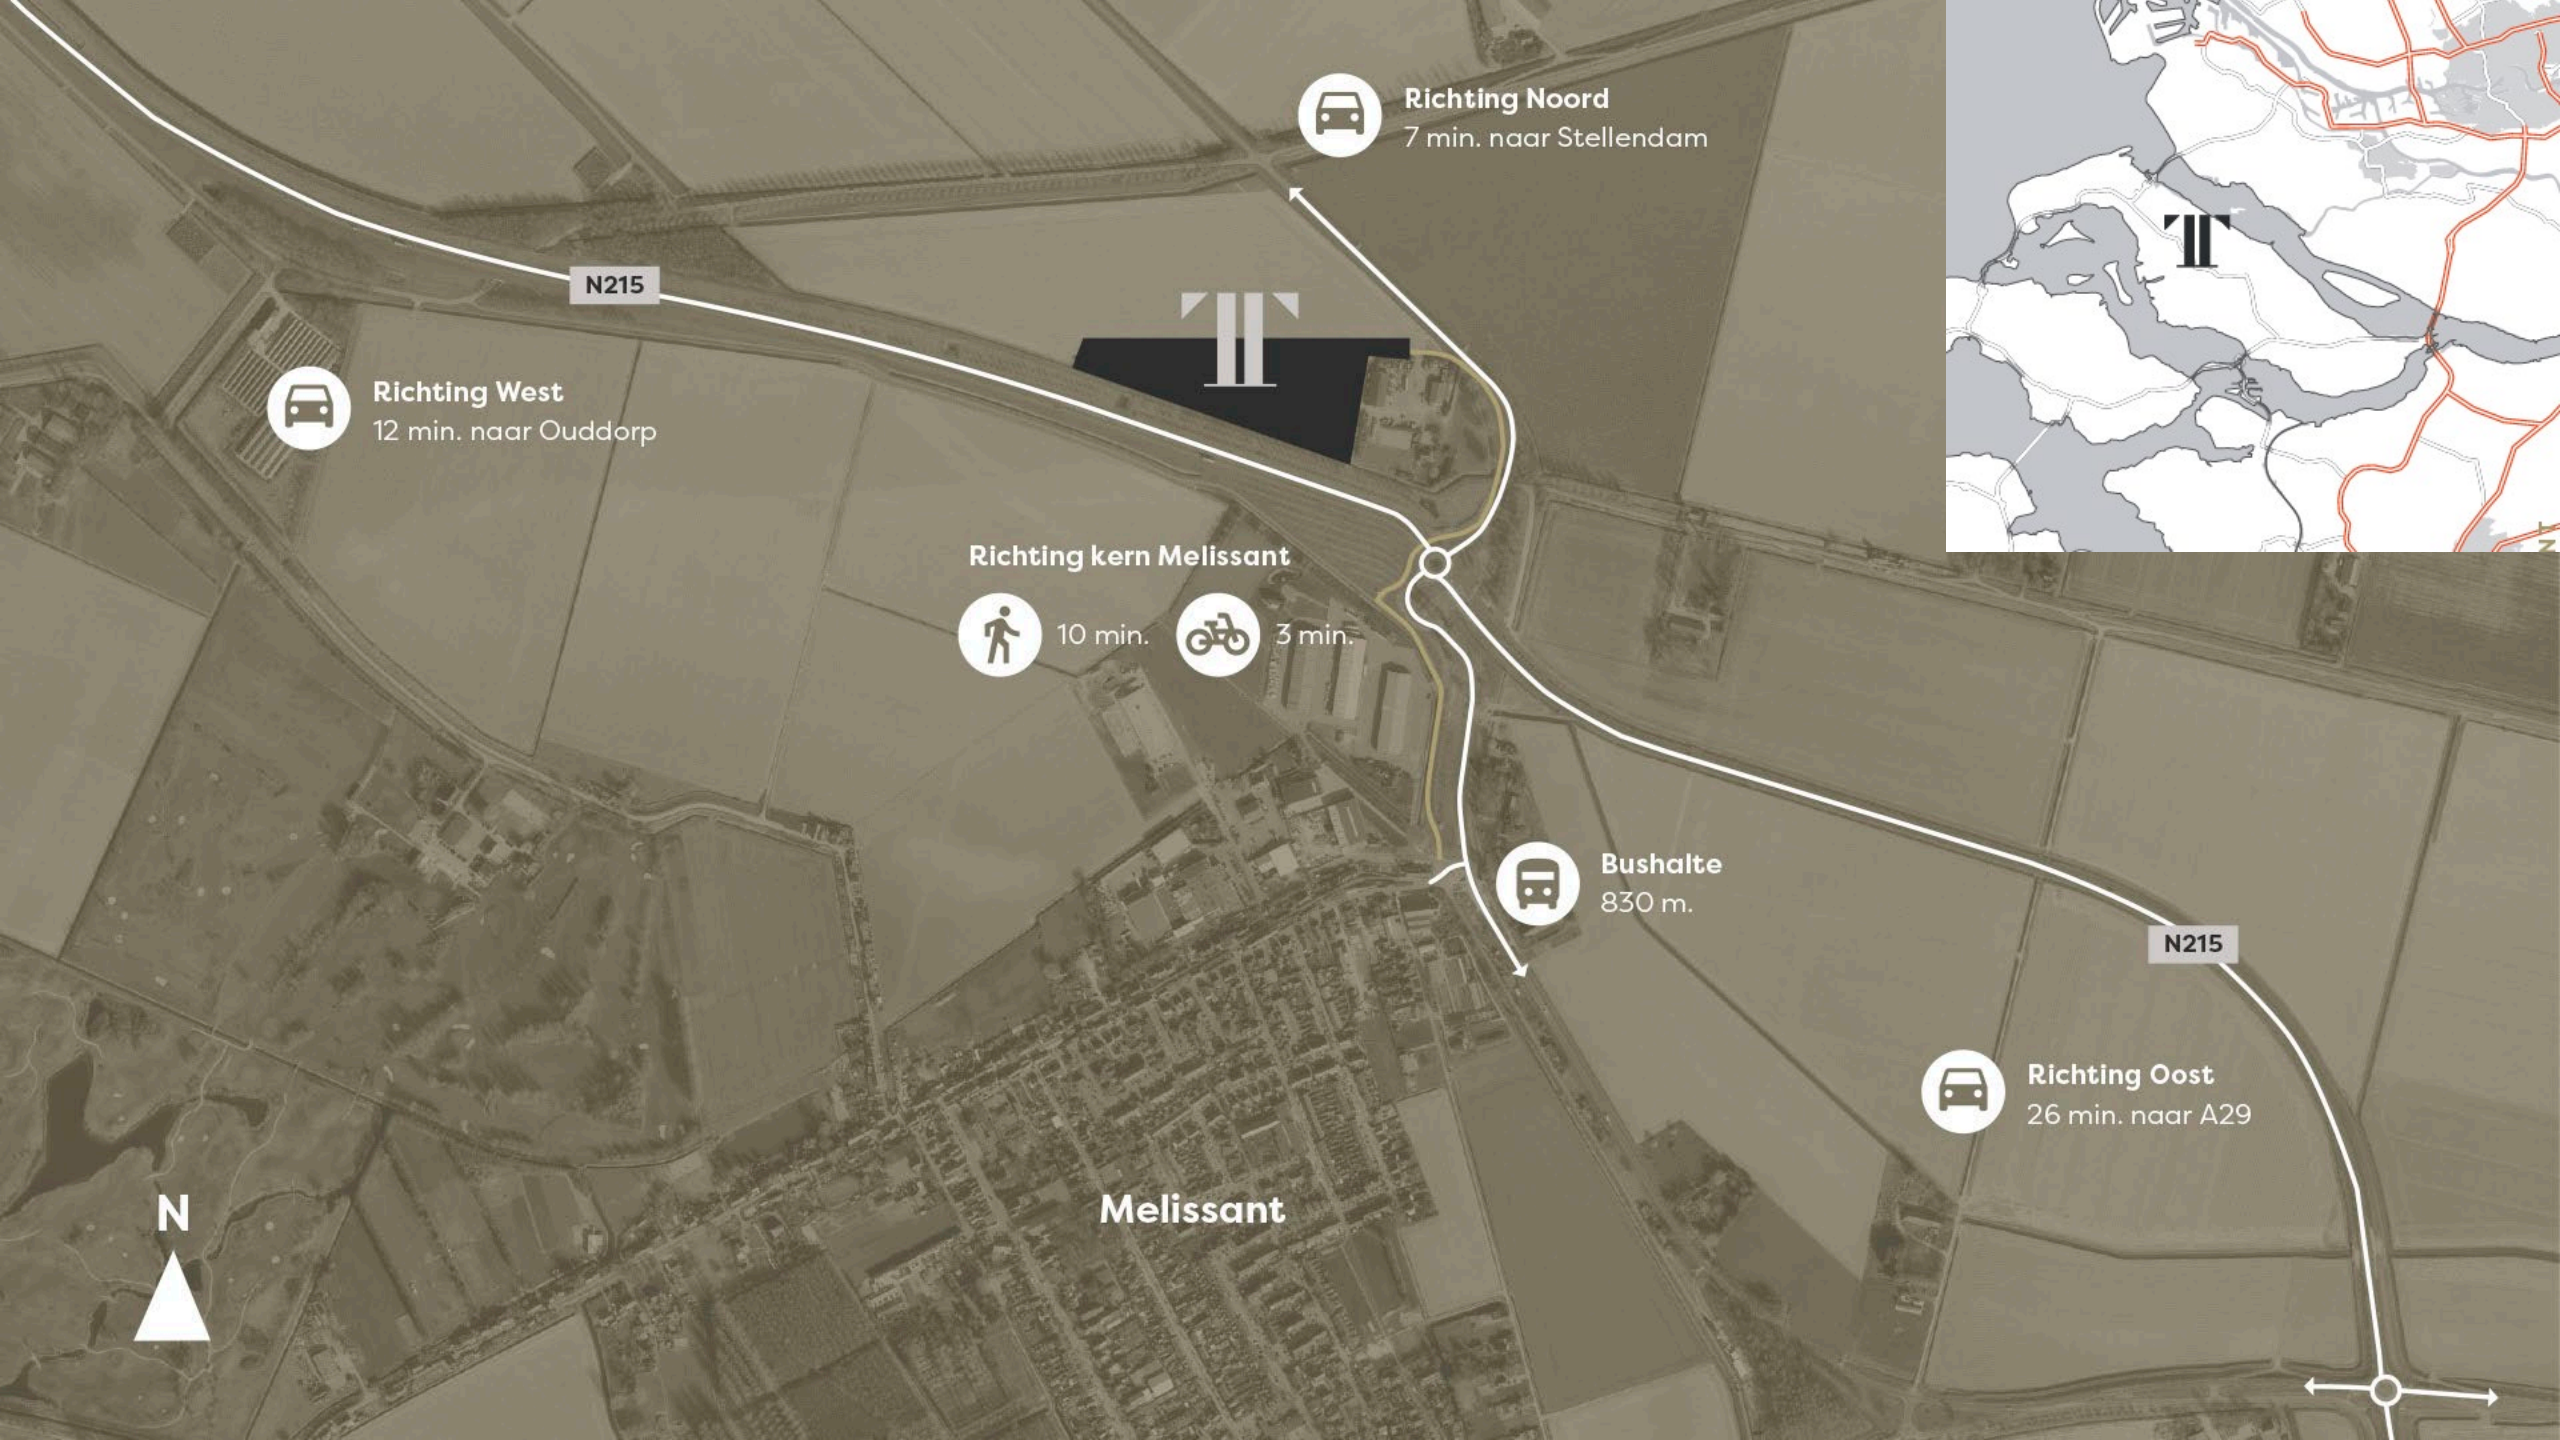 Richting Noord
7 min. naar Stellendam
N215
Richting West
12 min. naar Ouddorp
Richting kern Melissant
10 min.
3 min.
Bushalte
830 m.
N215
Richting Oost
26 min. naar A29
Melissant
N